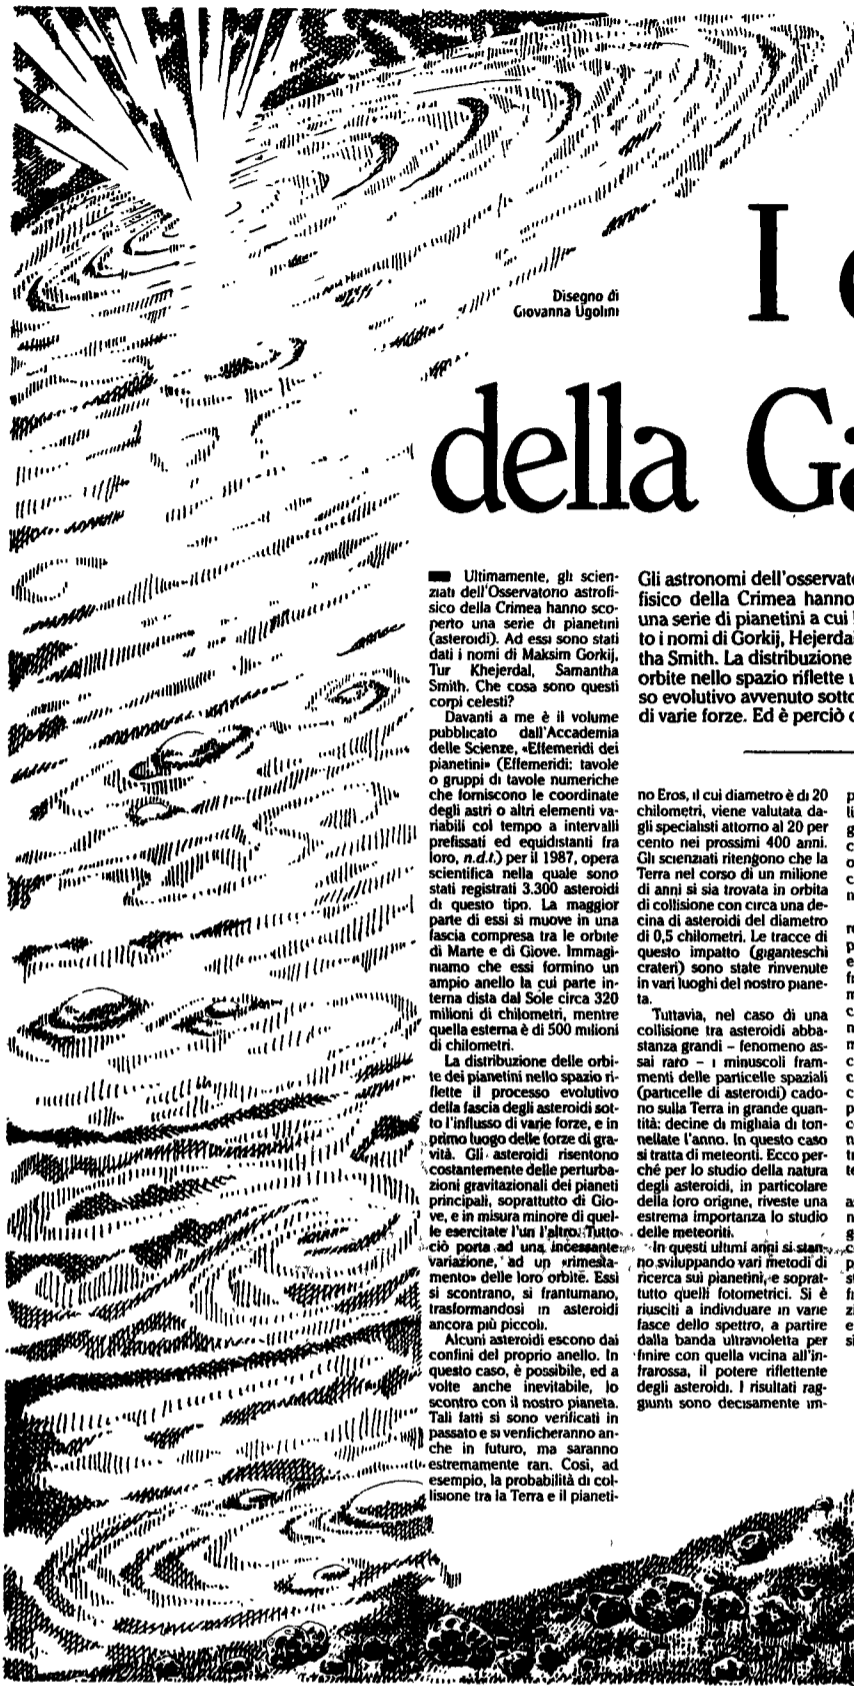 Disegno di
Giovanna Ugolini
I
della Ga
Ultimamente, gli scien-
ziati dell'Osservatorio astrofi-
sico della Crimea hanno sco-
perto una serie di pianetini
(asteroidi). Ad essi sono stati
dati i nomi di Maksim Gorkij,
Tur Khejerdal, Samantha
Smith. Che cosa sono questi
corpi celesti?
Davanti a me è il volume
pubblicato dall'Accademia
delle Scienze, «Effemeridi dei
pianetini» (Effemeridi: tavole
o gruppi di tavole numeriche
che forniscono le coordinate
degli astri o altri elementi va-
riabili col tempo a intervalli
prefissati ed equidistanti fra
loro, n.d.t.) per il 1987, opera
scientifica nella quale sono
stati registrati 3.300 asteroidi
di questo tipo. La maggior
parte di essi si muove in una
fascia compresa tra le orbite
di Marte e di Giove. Immagi-
niamo che essi formino un
ampio anello la cui parte in-
terna dista dal Sole circa 320
milioni di chilometri, mentre
quella esterna è di 500 milioni
di chilometri.
La distribuzione delle orbi-
te dei pianetini nello spazio ri-
flette il processo evolutivo
della fascia degli asteroidi sot-
to l'influsso di varie forze, e in
primo luogo delle forze di gra-
vità. Gli asteroidi risentono
costantemente delle perturba-
zioni gravitazionali dei pianeti
principali, soprattutto di Gio-
ve, e in misura minore di quel-
le esercitate l'un l'altro. Tutto
ciò porta ad una incessante
variazione, ad un «rimesta-
mento» delle loro orbite. Essi
si scontrano, si frantumano,
trasformandosi in asteroidi
ancora più piccoli.
Alcuni asteroidi escono dai
confini del proprio anello. In
questo caso, è possibile, ed a
volte anche inevitabile, lo
scontro con il nostro pianeta.
Tali fatti si sono verificati in
passato e si verificheranno an-
che in futuro, ma saranno
estremamente rari. Così, ad
esempio, la probabilità di col-
lisione tra la Terra e il pianeti-
Gli astronomi dell'osservato
fisico della Crimea hanno
una serie di pianetini a cui
to i nomi di Gorkij, Hejerda
tha Smith. La distribuzione
orbite nello spazio riflette u
so evolutivo avvenuto sotto
di varie forze. Ed è perciò c
no Eros, il cui diametro è di 20
chilometri, viene valutata da-
gli specialisti attorno al 20 per
cento nei prossimi 400 anni.
Gli scienziati ritengono che la
Terra nel corso di un milione
di anni si sia trovata in orbita
di collisione con circa una de-
cina di asteroidi del diametro
di 0,5 chilometri. Le tracce di
questo impatto (giganteschi
crateri) sono state rinvenute
in vari luoghi del nostro piane-
ta.
Tuttavia, nel caso di una
collisione tra asteroidi abba-
stanza grandi – fenomeno as-
sai raro – i minuscoli fram-
menti delle particelle spaziali
(particelle di asteroidi) cado-
no sulla Terra in grande quan-
tità: decine di migliaia di ton-
nellate l'anno. In questo caso
si tratta di meteoriti. Ecco per-
ché per lo studio della natura
degli asteroidi, in particolare
della loro origine, riveste una
estrema importanza lo studio
delle meteoriti.
In questi ultimi anni si stan-
no sviluppando vari metodi di
ricerca sui pianetini, e soprat-
tutto quelli fotometrici. Si è
riusciti a individuare in varie
fasce dello spettro, a partire
dalla banda ultravioletta per
finire con quella vicina all'in-
frarossa, il potere riflettente
degli asteroidi. I risultati rag-
giunti sono decisamente im-